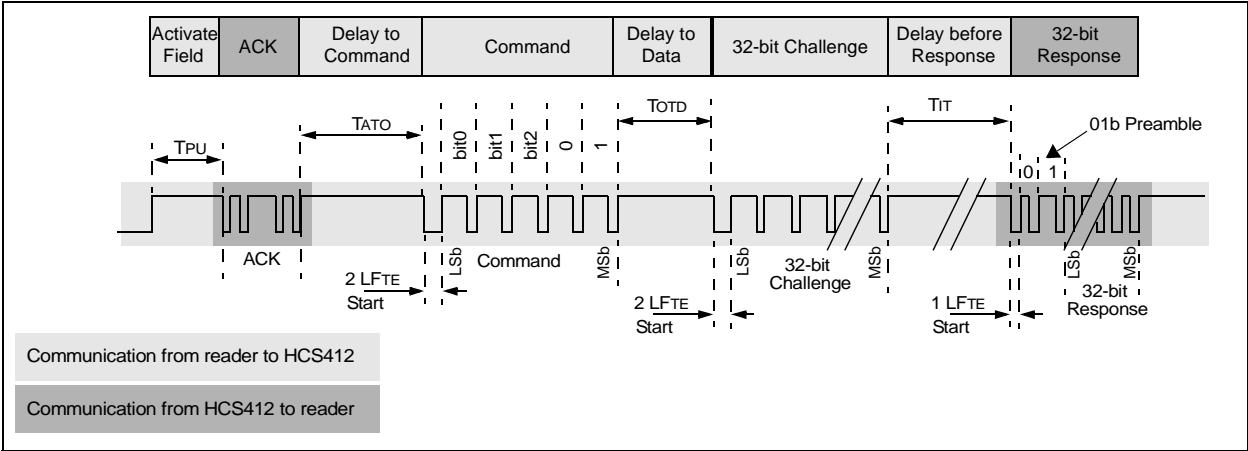 Activate Field
ACK
Delay to Command
Command
Delay to Data
32-bit Challenge
Delay before Response
32-bit Response
TPU
TATO
bit0
bit1
bit2
0
1
TOTD
TIT
01b Preamble
0 1
ACK
2 LFTE
Start
LSb
Command
MSb
2 LFTE
Start
LSb
32-bit
Challenge
MSb
1 LFTE
Start
LSb
32-bit
Response
MSb
Communication from reader to HCS412
Communication from HCS412 to reader